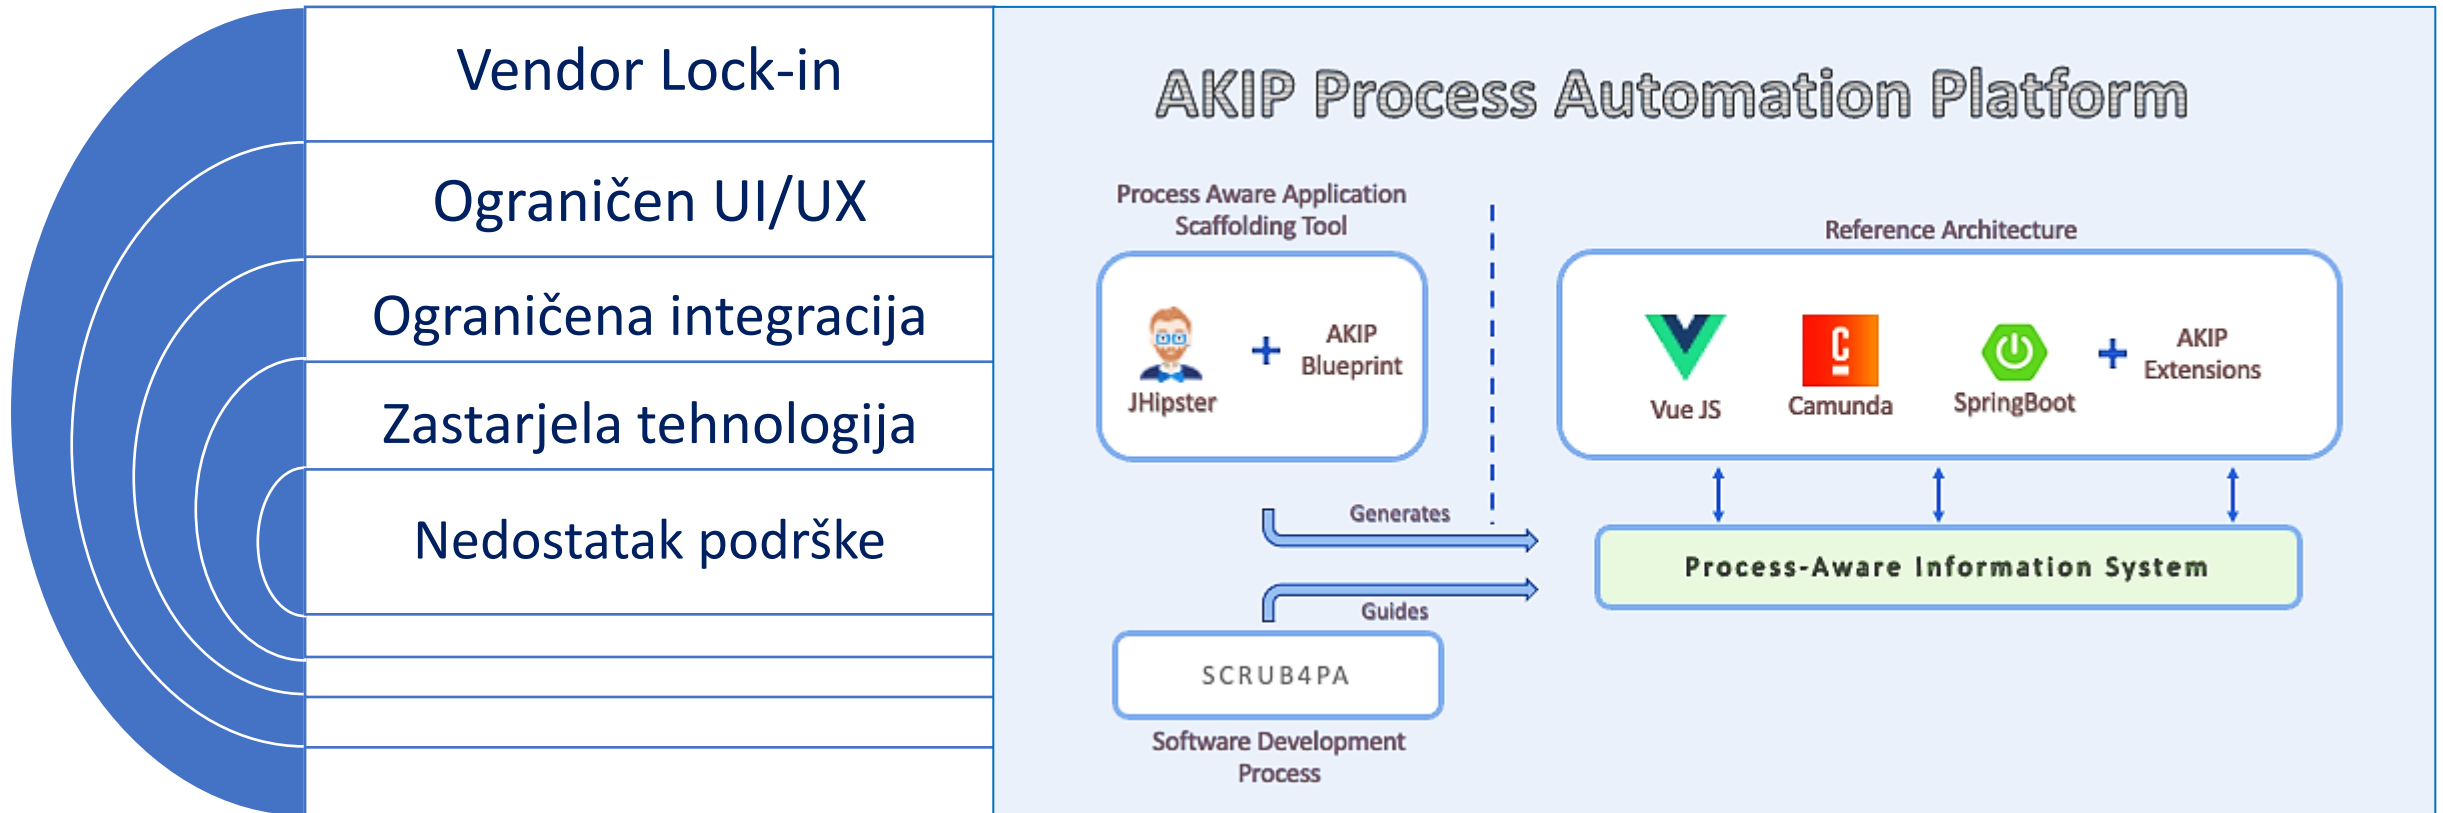 Vendor Lock-in
Ograničen UI/UX
Ograničena integracija
Zastarjela tehnologija
Nedostatak podrške
AKIP Process Automation Platform
Process Aware Application
Scaffolding Tool
JHipster
+
AKIP
Blueprint
Reference Architecture
Vue JS
Camunda
SpringBoot
+
AKIP
Extensions
Generates
Guides
Process-Aware Information System
SCRUB4PA
Software Development
Process